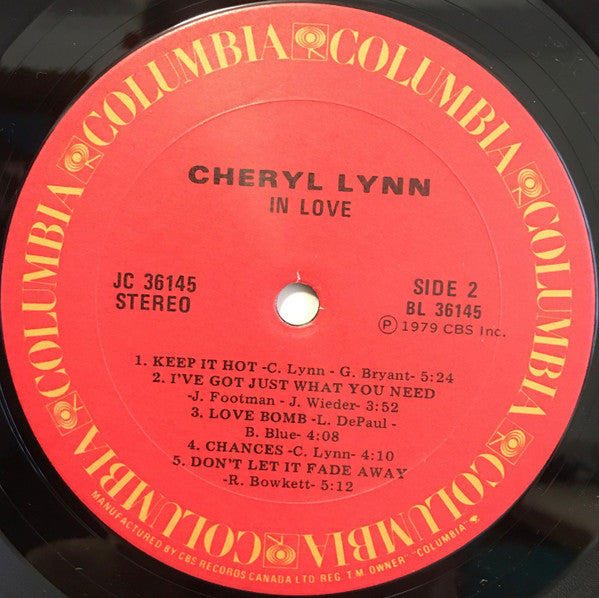 COLUMBIA COLUMBIA COLUMBIA COLUMBIA COLUMBIA COLUMBIA
CHERYL LYNN
IN LOVE
JC 36145
STEREO
SIDE 2
BL 36145
Ⓟ 1979 CBS Inc.
1. KEEP IT HOT -C. Lynn - G. Bryant- 5:24
2. I'VE GOT JUST WHAT YOU NEED
-J. Footman - J. Wieder- 3:52
3. LOVE BOMB -L. DePaul -
B. Blue- 4:08
4. CHANCES -C. Lynn- 4:10
5. DON'T LET IT FADE AWAY
-R. Bowkett- 5:12
MANUFACTURED BY CBS RECORDS CANADA LTD REG. T.M. OWNER "COLUMBIA"